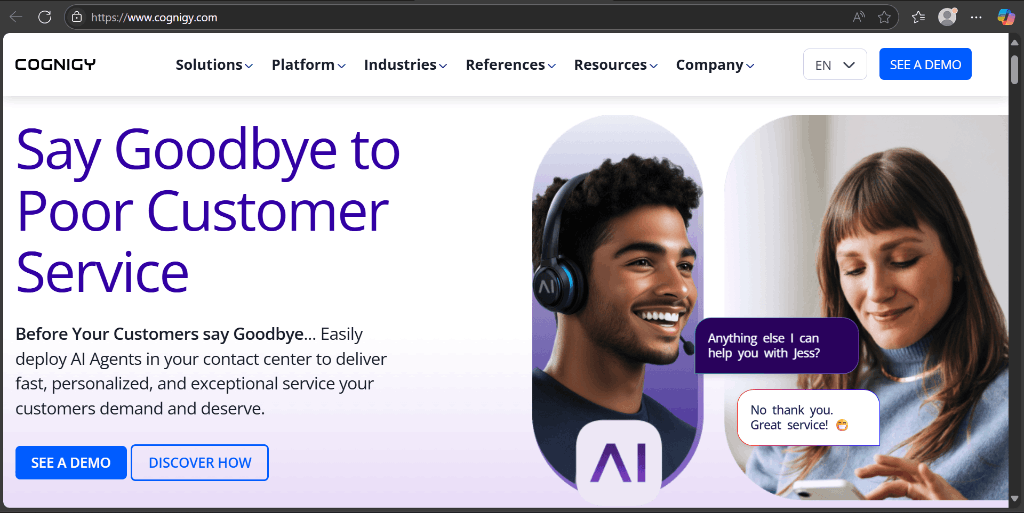 https://www.cognigy.com
COGNIGY
Solutions
Platform
Industries
References
Resources
Company
EN
SEE A DEMO
Say Goodbye to
Poor Customer
Service
Before Your Customers say Goodbye... Easily
deploy AI Agents in your contact center to deliver
fast, personalized, and exceptional service your
customers demand and deserve.
SEE A DEMO
DISCOVER HOW
AI
Anything else I can
help you with Jess?
No thank you.
Great service! 😁
AI